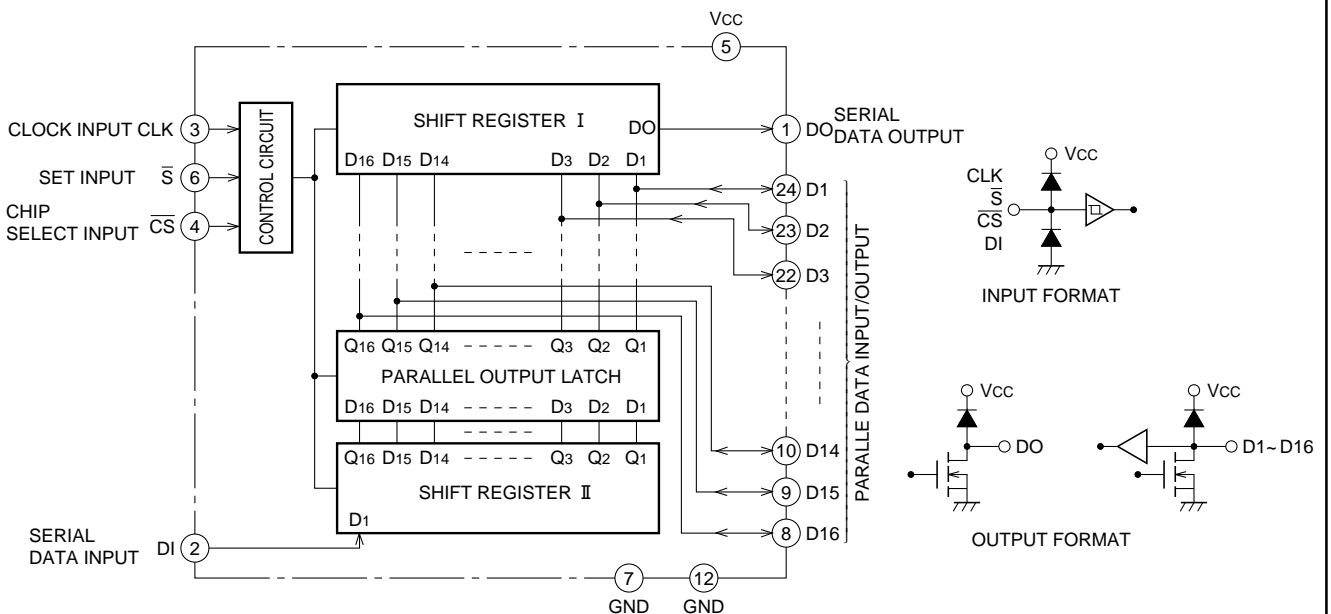 VCC
5
CLOCK INPUT CLK 3
SET INPUT S̅ 6
CHIP
SELECT INPUT C̅S̅ 4
CONTROL CIRCUIT
SHIFT REGISTER Ⅰ
DO
D16 D15 D14 D3 D2 D1
1 DO
SERIAL
DATA OUTPUT
24 D1
23 D2
22 D3
Q16 Q15 Q14 ----- Q3 Q2 Q1
PARALLEL OUTPUT LATCH
D16 D15 D14 ----- D3 D2 D1
Q16 D15 D14 ----- Q3 Q2 Q1
SHIFT REGISTER Ⅱ
D1
10 D14
9 D15
8 D16
PARALLE DATA INPUT/OUTPUT
SERIAL
DATA INPUT
DI 2
7
GND
12
GND
VCC
CLK
S̅
C̅S̅
DI
INPUT FORMAT
VCC
DO
VCC
D1~D16
OUTPUT FORMAT